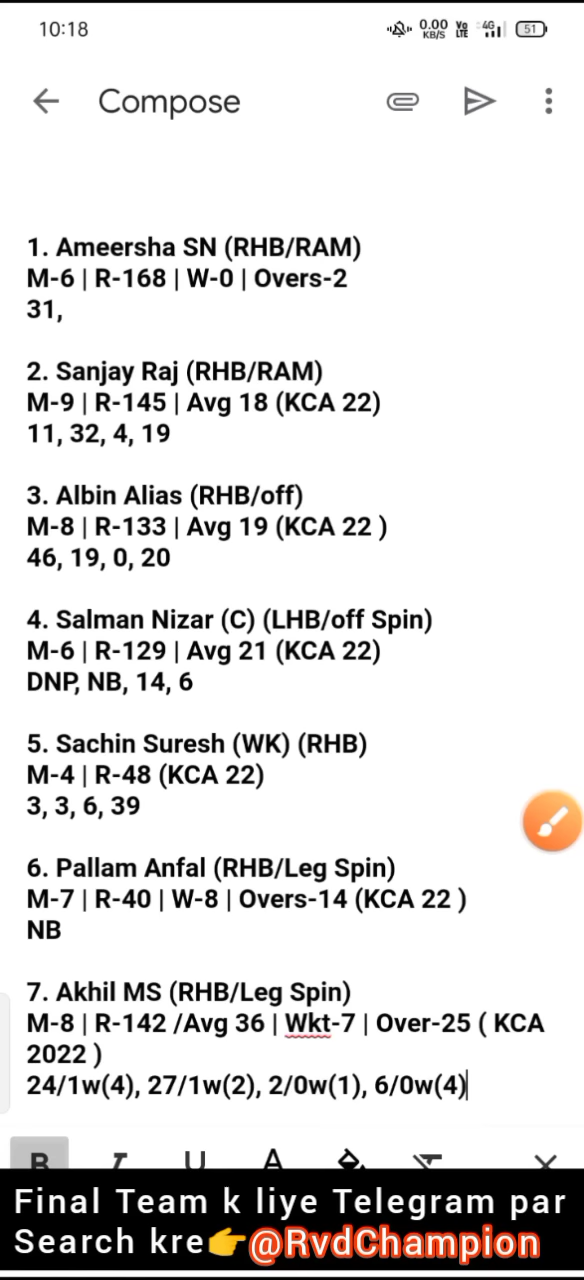 10:18
0.00 KB/S Vo LTE 4G 51
Compose
1. Ameersha SN (RHB/RAM)
M-6 | R-168 | W-0 | Overs-2
31,
2. Sanjay Raj (RHB/RAM)
M-9 | R-145 | Avg 18 (KCA 22)
11, 32, 4, 19
3. Albin Alias (RHB/off)
M-8 | R-133 | Avg 19 (KCA 22 )
46, 19, 0, 20
4. Salman Nizar (C) (LHB/off Spin)
M-6 | R-129 | Avg 21 (KCA 22)
DNP, NB, 14, 6
5. Sachin Suresh (WK) (RHB)
M-4 | R-48 (KCA 22)
3, 3, 6, 39
6. Pallam Anfal (RHB/Leg Spin)
M-7 | R-40 | W-8 | Overs-14 (KCA 22 )
NB
7. Akhil MS (RHB/Leg Spin)
M-8 | R-142 /Avg 36 | Wkt-7 | Over-25 ( KCA
2022 )
24/1w(4), 27/1w(2), 2/0w(1), 6/0w(4)
B I U A
Final Team k liye Telegram par
Search kre👉@RvdChampion